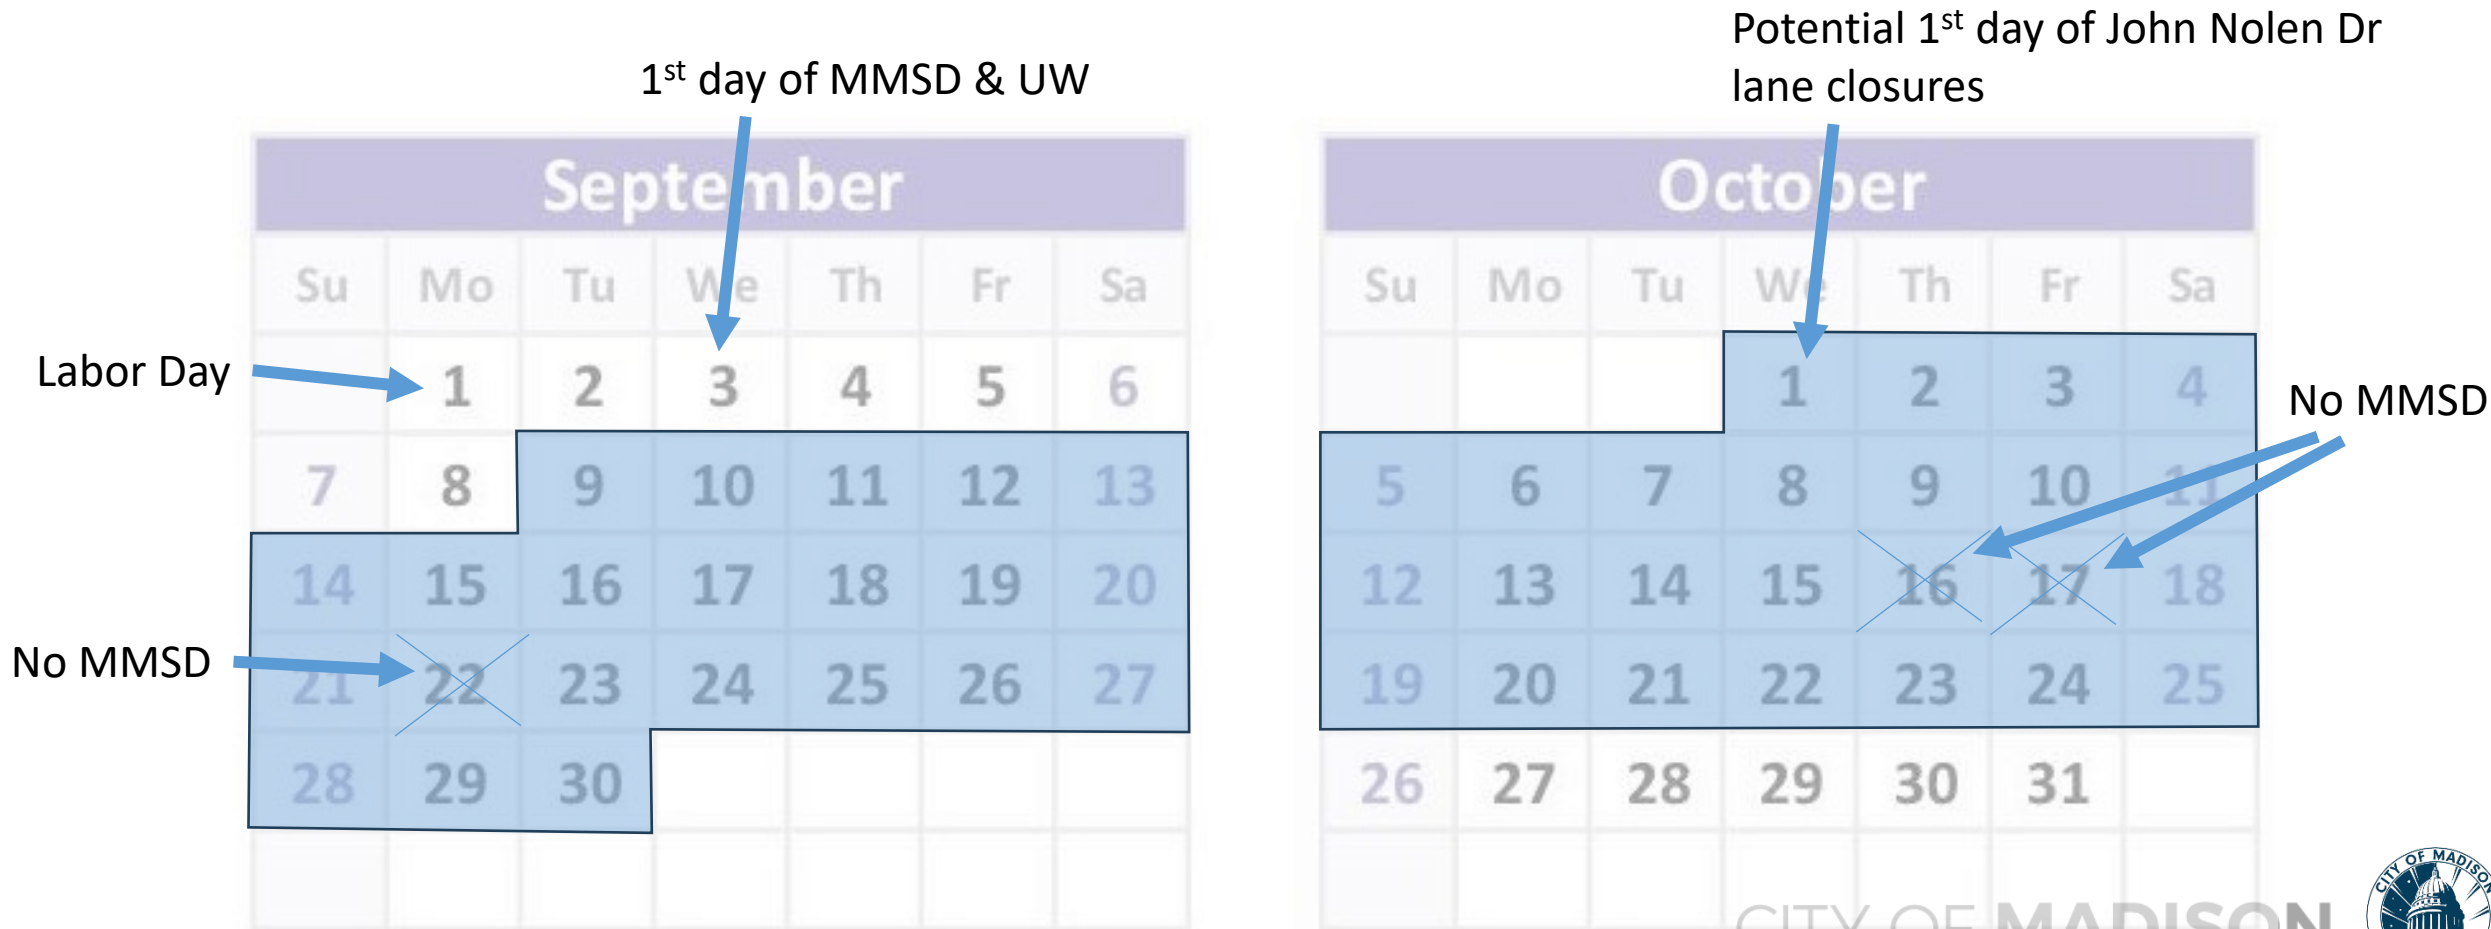 Potential 1st day of John Nolen Dr
lane closures
1st day of MMSD & UW
September
Su Mo Tu We Th Fr Sa
Labor Day
1 2 3 4 5 6
7 8 9 10 11 12 13
14 15 16 17 18 19 20
No MMSD
21 22 23 24 25 26 27
28 29 30
October
Su Mo Tu We Th Fr Sa
1 2 3 4
No MMSD
5 6 7 8 9 10 11
12 13 14 15 16 17 18
19 20 21 22 23 24 25
26 27 28 29 30 31
CITY OF MADISON
CITY OF MADISON